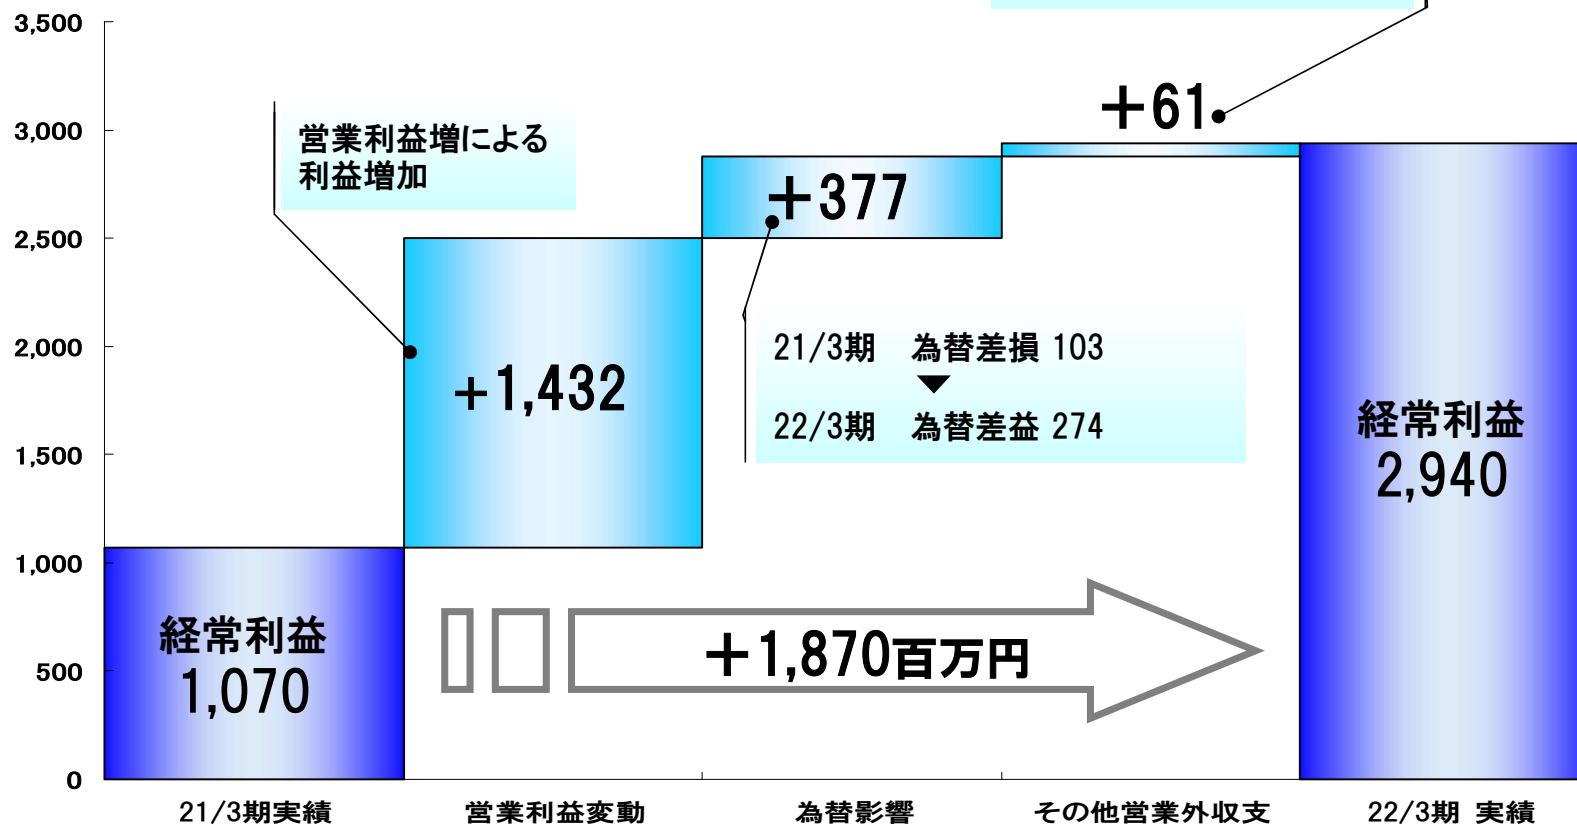 3,500
3,000
2,500
2,000
1,500
1,000
500
0
営業利益増による
利益増加
+1,432
+377
+61
21/3期 為替差損 103
▼
22/3期 為替差益 274
経常利益
1,070
経常利益
2,940
+1,870百万円
21/3期実績
営業利益変動
為替影響
その他営業外収支
22/3期 実績